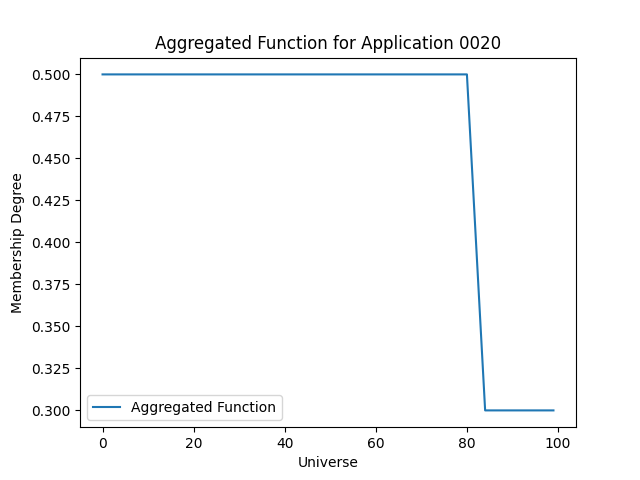 Aggregated Function for Application 0020
Membership Degree
0.500
0.475
0.450
0.425
0.400
0.375
0.350
0.325
0.300
Aggregated Function
0 20 40 60 80 100
Universe